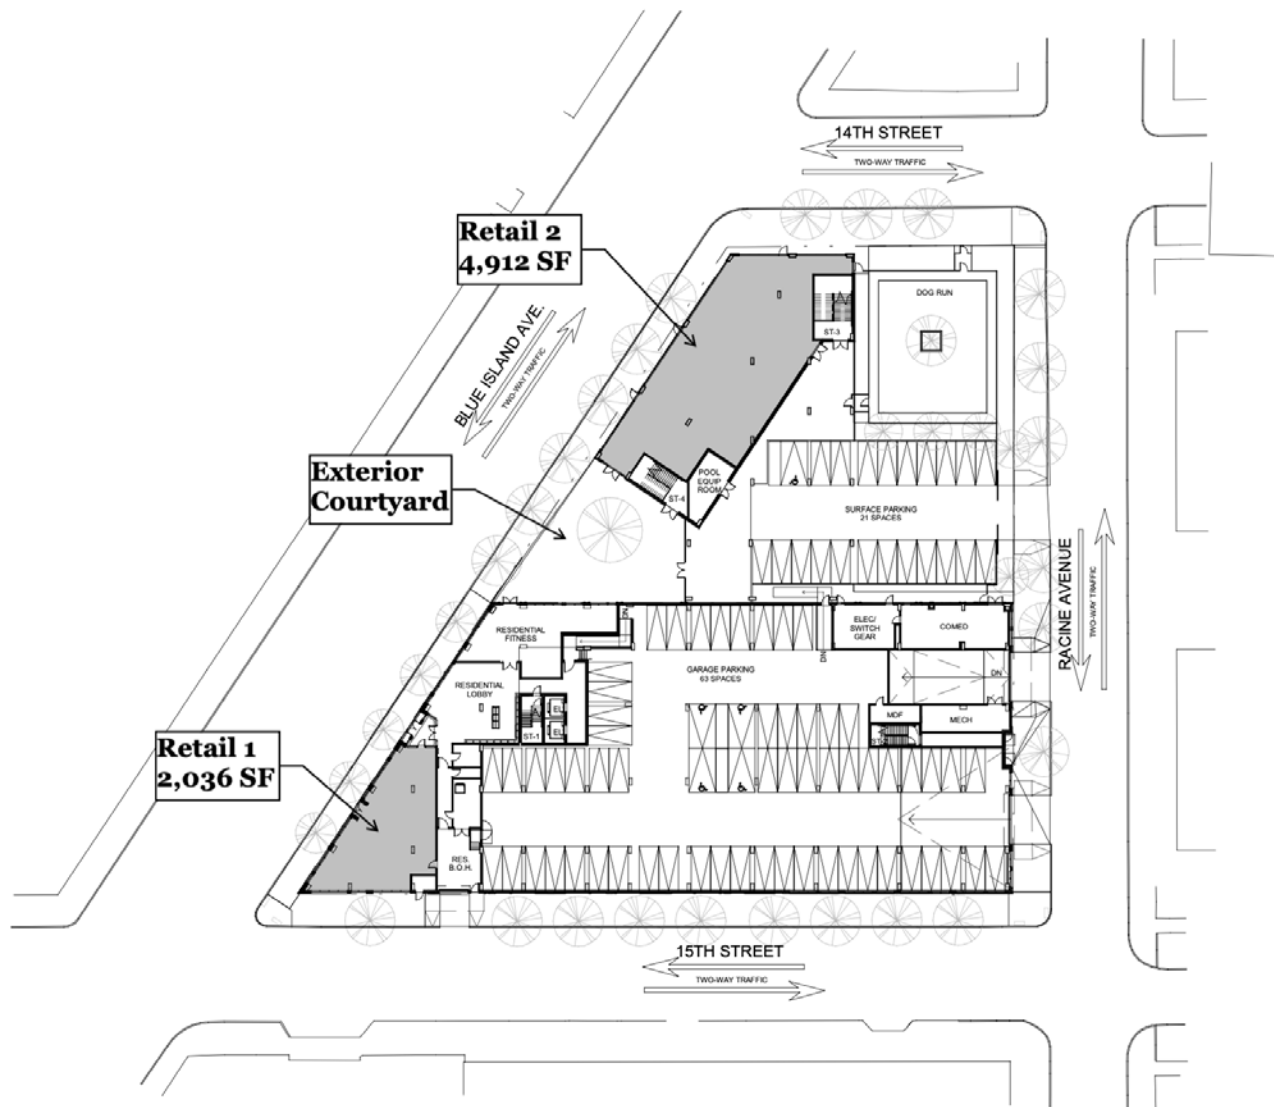 14TH STREET
TWO-WAY TRAFFIC
Retail 2
4,912 SF
DOG RUN
ST-3
BLUE ISLAND AVE.
TWO-WAY TRAFFIC
Exterior
Courtyard
POOL
EQUIP
ROOM
ST-4
SURFACE PARKING
21 SPACES
RACINE AVENUE
TWO-WAY TRAFFIC
DN
RESIDENTIAL
FITNESS
ELEC/
SWITCH
GEAR
COMED
GARAGE PARKING
63 SPACES
DN
DN
RESIDENTIAL
LOBBY
EL
EL
ST-1
MDF
MECH
Retail 1
2,036 SF
RES.
B.O.H.
15TH STREET
TWO-WAY TRAFFIC